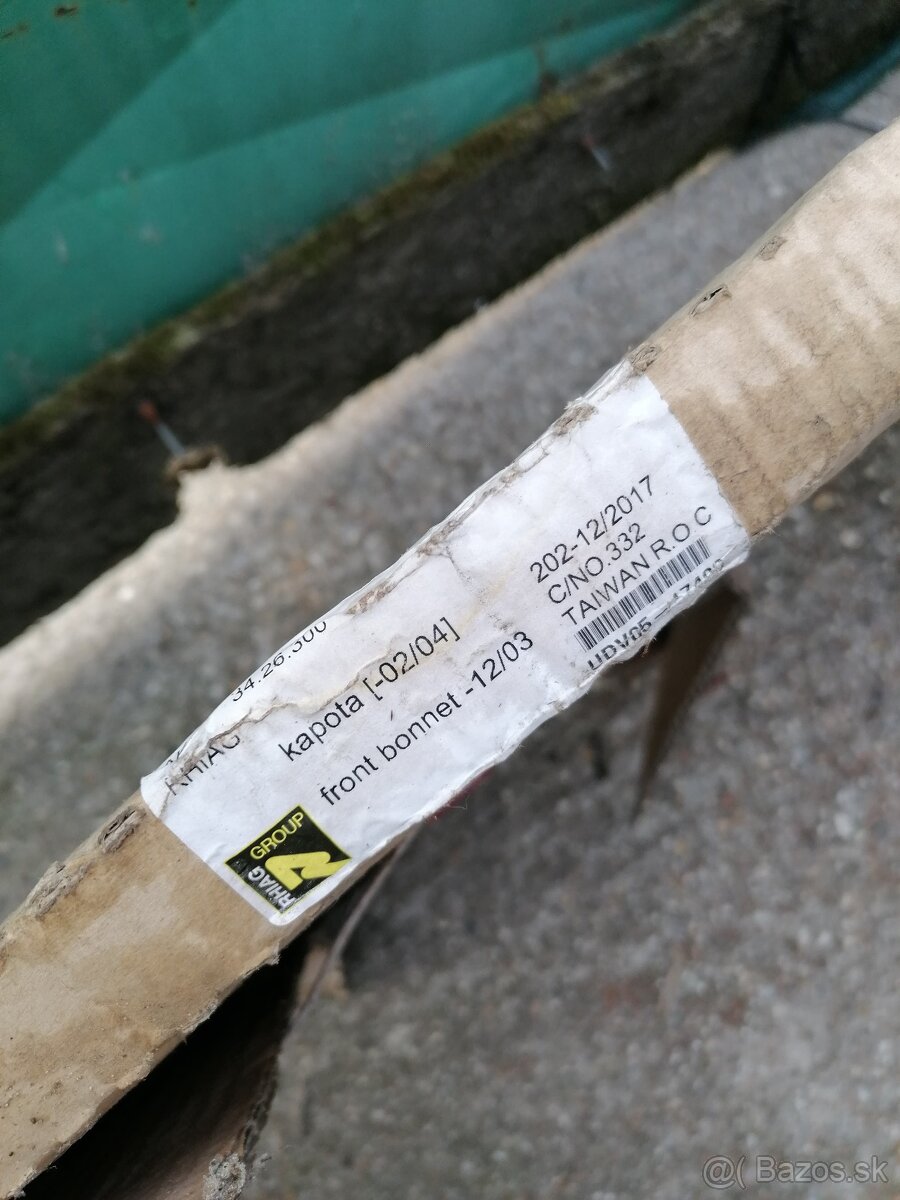 34.26.300
RHIAG
kapota [-02/04]
front bonnet -12/03
202-12/2017
C/NO.332
TAIWAN R.O C
RHIAG
GROUP
@( Bazos.sk